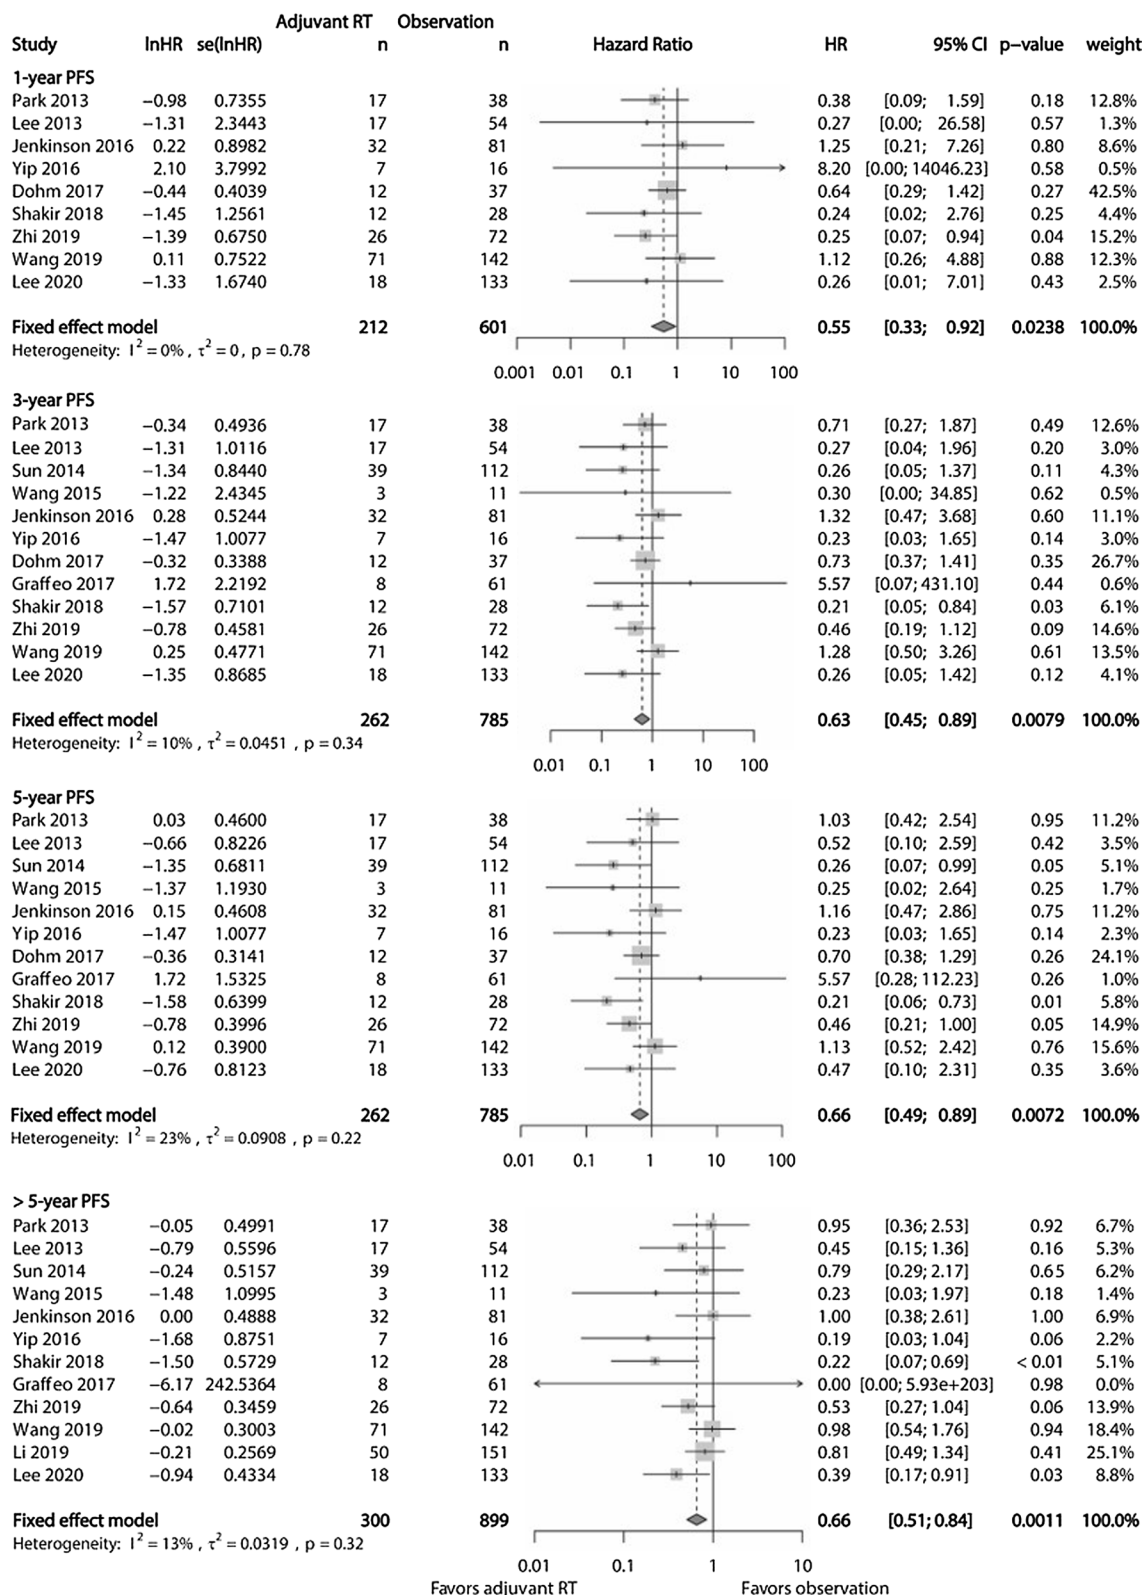 Adjuvant RT Observation
Study lnHR se(lnHR) n n Hazard Ratio HR 95% CI p−value weight
1-year PFS
Park 2013 −0.98 0.7355 17 38 0.38 [0.09; 1.59] 0.18 12.8%
Lee 2013 −1.31 2.3443 17 54 0.27 [0.00; 26.58] 0.57 1.3%
Jenkinson 2016 0.22 0.8982 32 81 1.25 [0.21; 7.26] 0.80 8.6%
Yip 2016 2.10 3.7992 7 16 8.20 [0.00; 14046.23] 0.58 0.5%
Dohm 2017 −0.44 0.4039 12 37 0.64 [0.29; 1.42] 0.27 42.5%
Shakir 2018 −1.45 1.2561 12 28 0.24 [0.02; 2.76] 0.25 4.4%
Zhi 2019 −1.39 0.6750 26 72 0.25 [0.07; 0.94] 0.04 15.2%
Wang 2019 0.11 0.7522 71 142 1.12 [0.26; 4.88] 0.88 12.3%
Lee 2020 −1.33 1.6740 18 133 0.26 [0.01; 7.01] 0.43 2.5%
Fixed effect model 212 601 0.55 [0.33; 0.92] 0.0238 100.0%
Heterogeneity: I² = 0% , τ² = 0 , p = 0.78
0.001 0.01 0.1 1 10 100
3-year PFS
Park 2013 −0.34 0.4936 17 38 0.71 [0.27; 1.87] 0.49 12.6%
Lee 2013 −1.31 1.0116 17 54 0.27 [0.04; 1.96] 0.20 3.0%
Sun 2014 −1.34 0.8440 39 112 0.26 [0.05; 1.37] 0.11 4.3%
Wang 2015 −1.22 2.4345 3 11 0.30 [0.00; 34.85] 0.62 0.5%
Jenkinson 2016 0.28 0.5244 32 81 1.32 [0.47; 3.68] 0.60 11.1%
Yip 2016 −1.47 1.0077 7 16 0.23 [0.03; 1.65] 0.14 3.0%
Dohm 2017 −0.32 0.3388 12 37 0.73 [0.37; 1.41] 0.35 26.7%
Graffeo 2017 1.72 2.2192 8 61 5.57 [0.07; 431.10] 0.44 0.6%
Shakir 2018 −1.57 0.7101 12 28 0.21 [0.05; 0.84] 0.03 6.1%
Zhi 2019 −0.78 0.4581 26 72 0.46 [0.19; 1.12] 0.09 14.6%
Wang 2019 0.25 0.4771 71 142 1.28 [0.50; 3.26] 0.61 13.5%
Lee 2020 −1.35 0.8685 18 133 0.26 [0.05; 1.42] 0.12 4.1%
Fixed effect model 262 785 0.63 [0.45; 0.89] 0.0079 100.0%
Heterogeneity: I² = 10% , τ² = 0.0451 , p = 0.34
0.01 0.1 1 10 100
5-year PFS
Park 2013 0.03 0.4600 17 38 1.03 [0.42; 2.54] 0.95 11.2%
Lee 2013 −0.66 0.8226 17 54 0.52 [0.10; 2.59] 0.42 3.5%
Sun 2014 −1.35 0.6811 39 112 0.26 [0.07; 0.99] 0.05 5.1%
Wang 2015 −1.37 1.1930 3 11 0.25 [0.02; 2.64] 0.25 1.7%
Jenkinson 2016 0.15 0.4608 32 81 1.16 [0.47; 2.86] 0.75 11.2%
Yip 2016 −1.47 1.0077 7 16 0.23 [0.03; 1.65] 0.14 2.3%
Dohm 2017 −0.36 0.3141 12 37 0.70 [0.38; 1.29] 0.26 24.1%
Graffeo 2017 1.72 1.5325 8 61 5.57 [0.28; 112.23] 0.26 1.0%
Shakir 2018 −1.58 0.6399 12 28 0.21 [0.06; 0.73] 0.01 5.8%
Zhi 2019 −0.78 0.3996 26 72 0.46 [0.21; 1.00] 0.05 14.9%
Wang 2019 0.12 0.3900 71 142 1.13 [0.52; 2.42] 0.76 15.6%
Lee 2020 −0.76 0.8123 18 133 0.47 [0.10; 2.31] 0.35 3.6%
Fixed effect model 262 785 0.66 [0.49; 0.89] 0.0072 100.0%
Heterogeneity: I² = 23% , τ² = 0.0908 , p = 0.22
0.01 0.1 1 10 100
> 5-year PFS
Park 2013 −0.05 0.4991 17 38 0.95 [0.36; 2.53] 0.92 6.7%
Lee 2013 −0.79 0.5596 17 54 0.45 [0.15; 1.36] 0.16 5.3%
Sun 2014 −0.24 0.5157 39 112 0.79 [0.29; 2.17] 0.65 6.2%
Wang 2015 −1.48 1.0995 3 11 0.23 [0.03; 1.97] 0.18 1.4%
Jenkinson 2016 0.00 0.4888 32 81 1.00 [0.38; 2.61] 1.00 6.9%
Yip 2016 −1.68 0.8751 7 16 0.19 [0.03; 1.04] 0.06 2.2%
Shakir 2018 −1.50 0.5729 12 28 0.22 [0.07; 0.69] < 0.01 5.1%
Graffeo 2017 −6.17 242.5364 8 61 0.00 [0.00; 5.93e+203] 0.98 0.0%
Zhi 2019 −0.64 0.3459 26 72 0.53 [0.27; 1.04] 0.06 13.9%
Wang 2019 −0.02 0.3003 71 142 0.98 [0.54; 1.76] 0.94 18.4%
Li 2019 −0.21 0.2569 50 151 0.81 [0.49; 1.34] 0.41 25.1%
Lee 2020 −0.94 0.4334 18 133 0.39 [0.17; 0.91] 0.03 8.8%
Fixed effect model 300 899 0.66 [0.51; 0.84] 0.0011 100.0%
Heterogeneity: I² = 13% , τ² = 0.0319 , p = 0.32
0.01 0.1 1 10
Favors adjuvant RT Favors observation